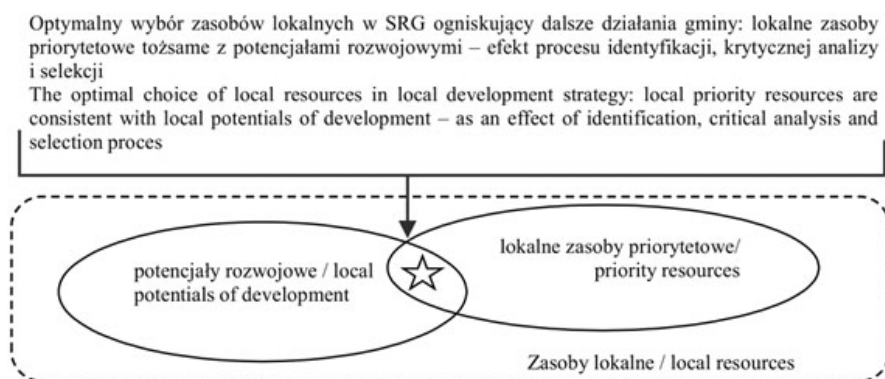 Optymalny wybór zasobów lokalnych w SRG ogniskujący dalsze działania gminy: lokalne zasoby
priorytetowe tożsame z potencjałami rozwojowymi – efekt procesu identyfikacji, krytycznej analizy
i selekcji
The optimal choice of local resources in local development strategy: local priority resources are
consistent with local potentials of development – as an effect of identification, critical analysis and
selection proces
lokalne zasoby priorytetowe/
priority resources
potencjały rozwojowe / local
potentials of development
Zasoby lokalne / local resources